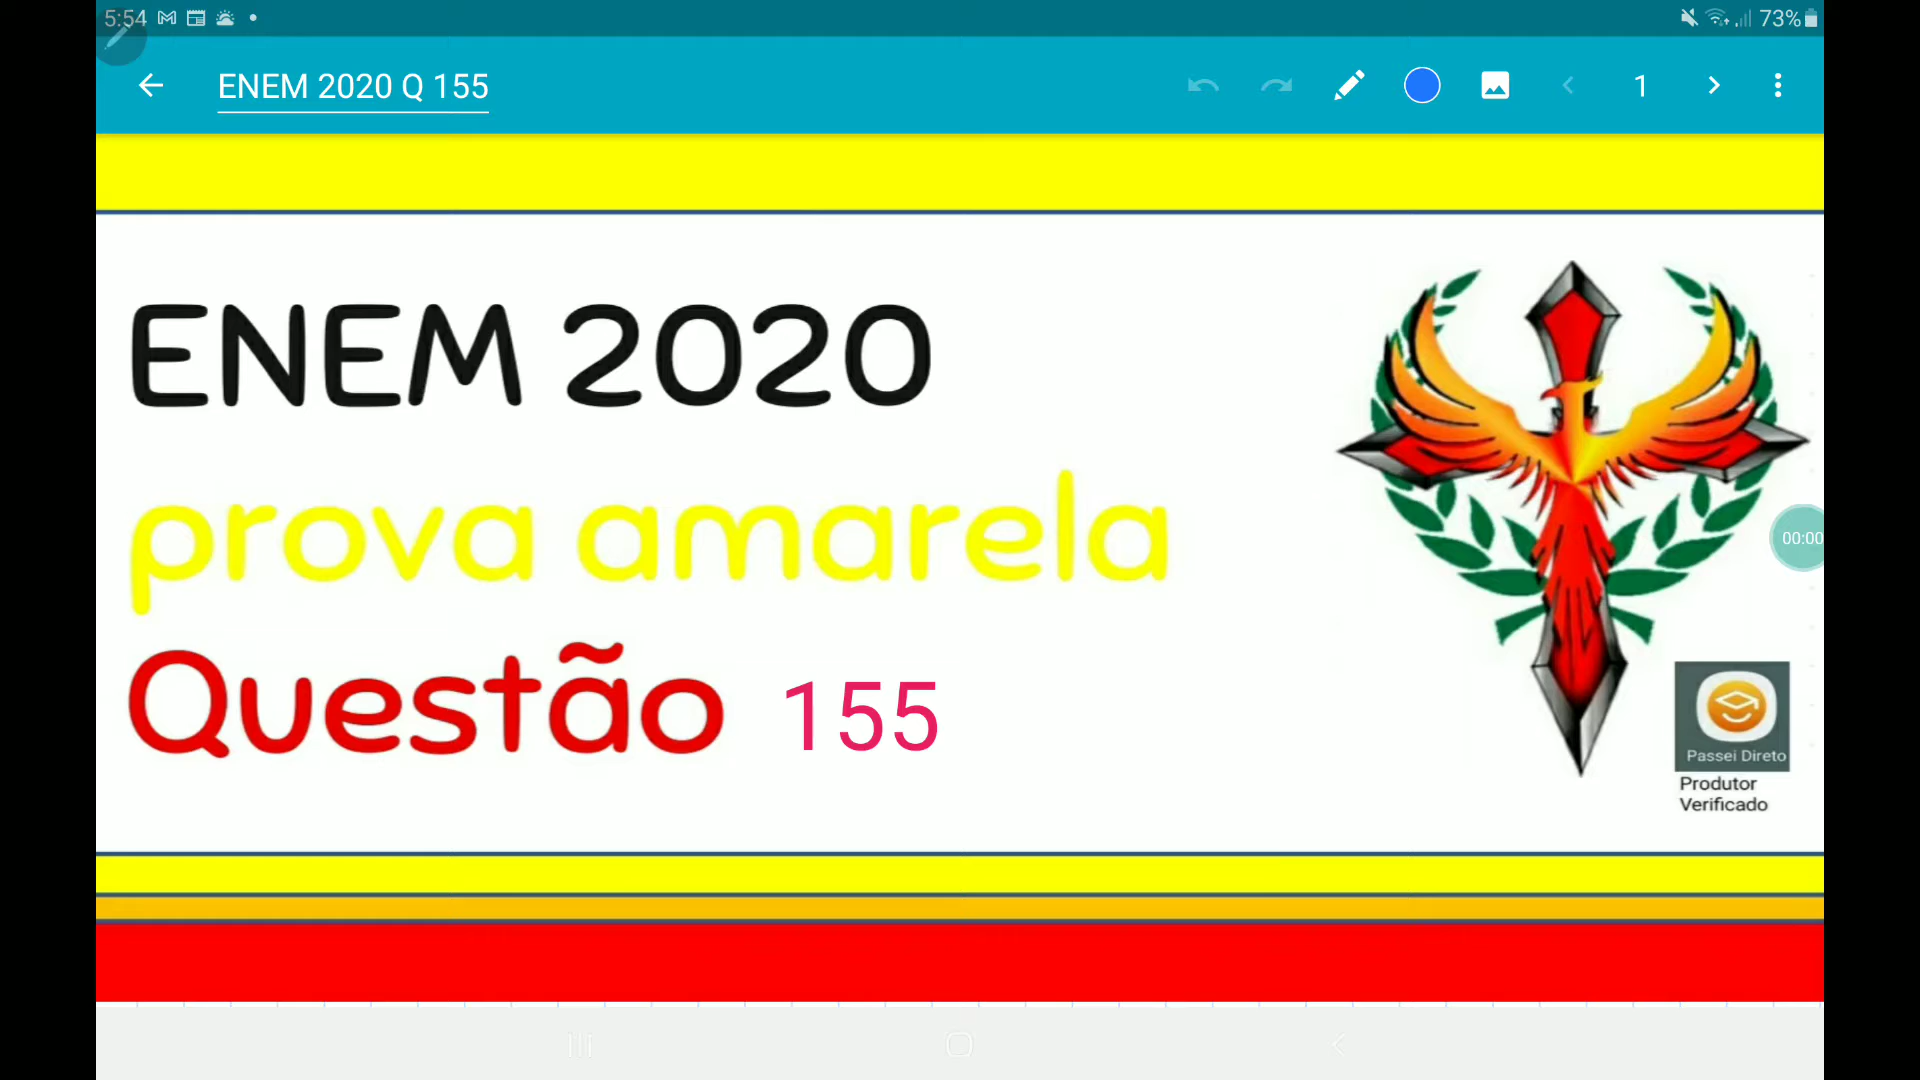 5:54
73%
ENEM 2020 Q 155
1
ENEM 2020
prova amarela
Questão 155
00:00
Passei Direto
Produtor
Verificado